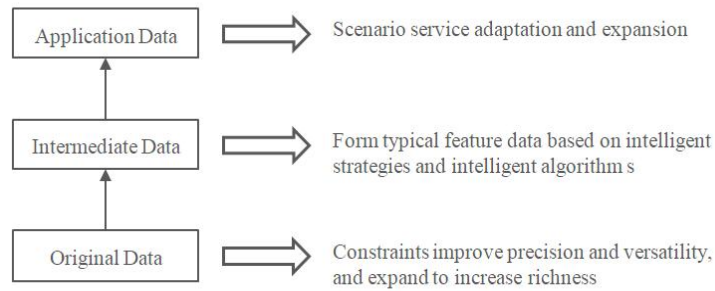 Application Data
Scenario service adaptation and expansion
Intermediate Data
Form typical feature data based on intelligent
strategies and intelligent algorithm s
Original Data
Constraints improve precision and versatility,
and expand to increase richness